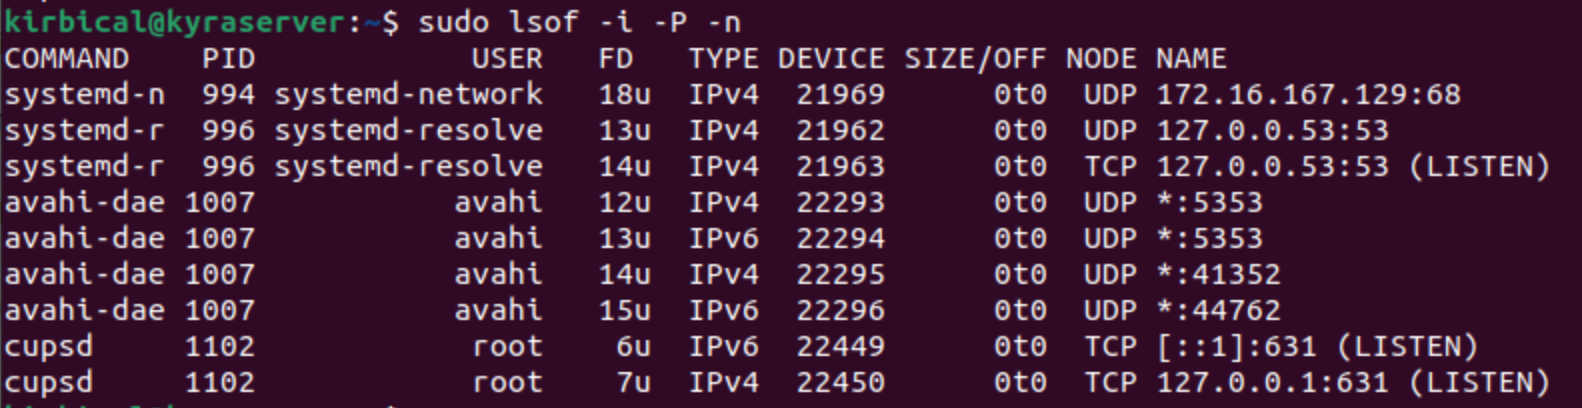 kirbical@kyraserver:~$ sudo lsof -i -P -n
COMMAND    PID            USER   FD   TYPE DEVICE SIZE/OFF NODE NAME
systemd-n  994 systemd-network   18u  IPv4  21969      0t0  UDP 172.16.167.129:68
systemd-r  996 systemd-resolve   13u  IPv4  21962      0t0  UDP 127.0.0.53:53
systemd-r  996 systemd-resolve   14u  IPv4  21963      0t0  TCP 127.0.0.53:53 (LISTEN)
avahi-dae 1007           avahi   12u  IPv4  22293      0t0  UDP *:5353
avahi-dae 1007           avahi   13u  IPv6  22294      0t0  UDP *:5353
avahi-dae 1007           avahi   14u  IPv4  22295      0t0  UDP *:41352
avahi-dae 1007           avahi   15u  IPv6  22296      0t0  UDP *:44762
cupsd     1102            root    6u  IPv6  22449      0t0  TCP [::1]:631 (LISTEN)
cupsd     1102            root    7u  IPv4  22450      0t0  TCP 127.0.0.1:631 (LISTEN)